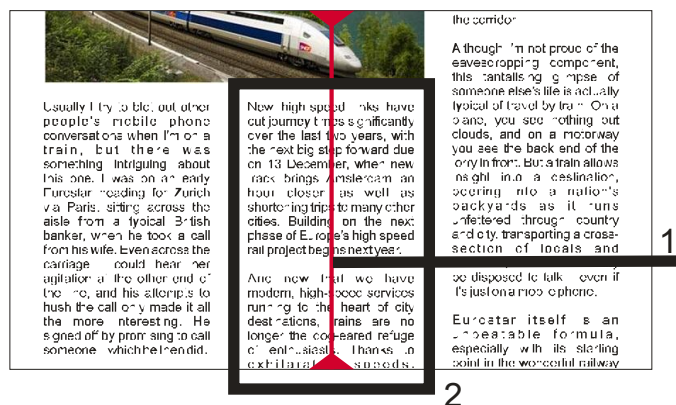 Usually I try to blot out other
people's mobile phone
conversations when I'm on a
train, but there was
something intriguing about
this one. I was on an early
Eurostar heading for Zurich
via Paris, sitting across the
aisle from a typical British
banker, when he took a call
from his wife. Even across the
carriage I could hear her
agitation at the other end of
the line, and his attempts to
hush the call only made it all
the more interesting. He
signed off by promising to call
someone which he then did.
New high-speed links have
cut journey times significantly
over the last two years, with
the next big step forward due
on 13 December, when new
track brings Amsterdam an
hour closer as well as
shortening trips to many other
cities. Building on the next
phase of Europe's high speed
rail project begins next year.
And now that we have
modern, high-speed services
running to the heart of city
destinations, trains are no
longer the dog-eared refuge
of enthusiasts. Thanks to
exhilarating speeds,
the corridor
Although I'm not proud of the
eavesdropping component,
this tantalising glimpse of
someone else's life is actually
typical of travel by train. On a
plane, you see nothing but
clouds, and on a motorway
you see the back end of the
lorry in front. But a train allows
insight into a destination,
peering into a nation's
backyards as it runs
unfettered through country
and city, transporting a cross-
section of locals and
be disposed to talk even if
it's just on a mobile phone.
Eurostar itself is an
unbeatable formula,
especially with its starting
point in the wonderful railway
1
2